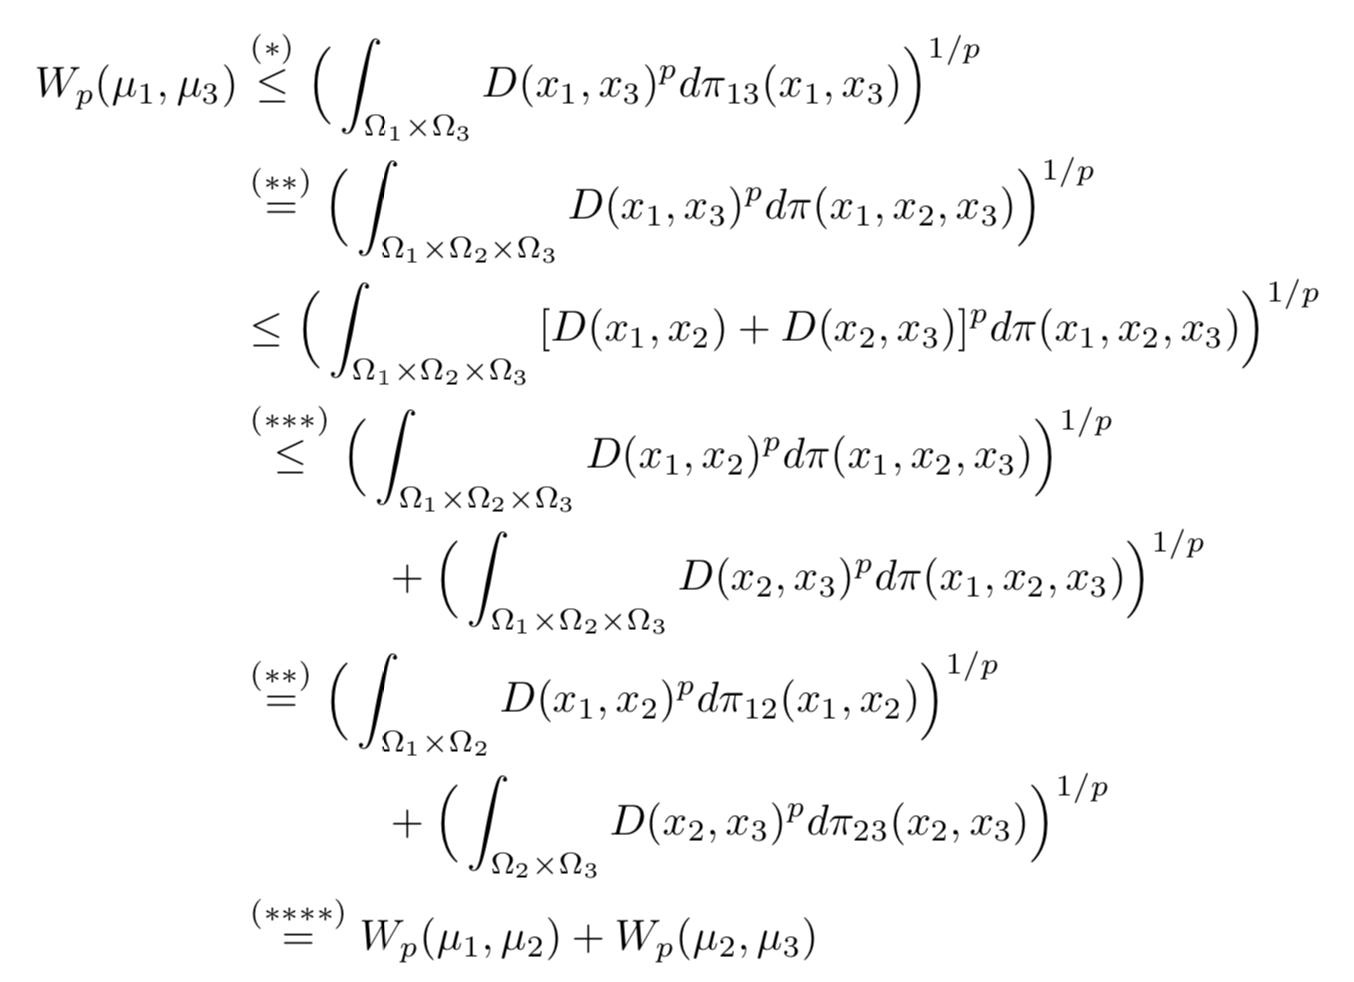 $W_p(\mu_1, \mu_3) \overset{(*)}{\leq} \Big( \int_{\Omega_1 \times \Omega_3} D(x_1, x_3)^p d\pi_{13}(x_1, x_3) \Big)^{1/p}$
$\overset{(**)}{=} \Big( \int_{\Omega_1 \times \Omega_2 \times \Omega_3} D(x_1, x_3)^p d\pi(x_1, x_2, x_3) \Big)^{1/p}$
$\leq \Big( \int_{\Omega_1 \times \Omega_2 \times \Omega_3} [D(x_1, x_2) + D(x_2, x_3)]^p d\pi(x_1, x_2, x_3) \Big)^{1/p}$
$\overset{(***)}{\leq} \Big( \int_{\Omega_1 \times \Omega_2 \times \Omega_3} D(x_1, x_2)^p d\pi(x_1, x_2, x_3) \Big)^{1/p}$
$+ \Big( \int_{\Omega_1 \times \Omega_2 \times \Omega_3} D(x_2, x_3)^p d\pi(x_1, x_2, x_3) \Big)^{1/p}$
$\overset{(**)}{=} \Big( \int_{\Omega_1 \times \Omega_2} D(x_1, x_2)^p d\pi_{12}(x_1, x_2) \Big)^{1/p}$
$+ \Big( \int_{\Omega_2 \times \Omega_3} D(x_2, x_3)^p d\pi_{23}(x_2, x_3) \Big)^{1/p}$
$\overset{(****)}{=} W_p(\mu_1, \mu_2) + W_p(\mu_2, \mu_3)$